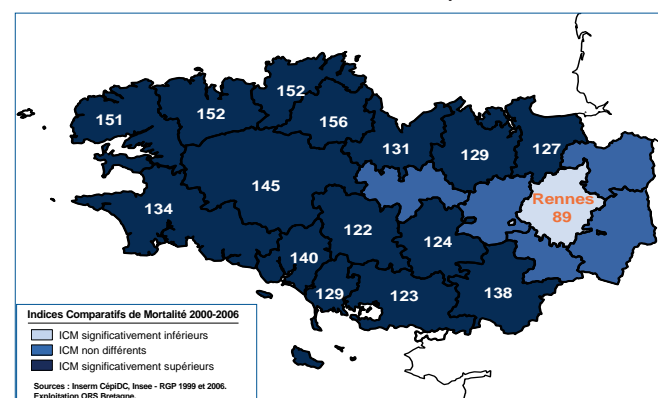 152
151
152
156
131
129
127
145
134
Rennes
89
122
124
140
129
123
138
Indices Comparatifs de Mortalité 2000-2006
ICM significativement inférieurs
ICM non différents
ICM significativement supérieurs
Sources : Inserm CépiDC, Insee - RGP 1999 et 2006.
Exploitation ORS Bretagne.